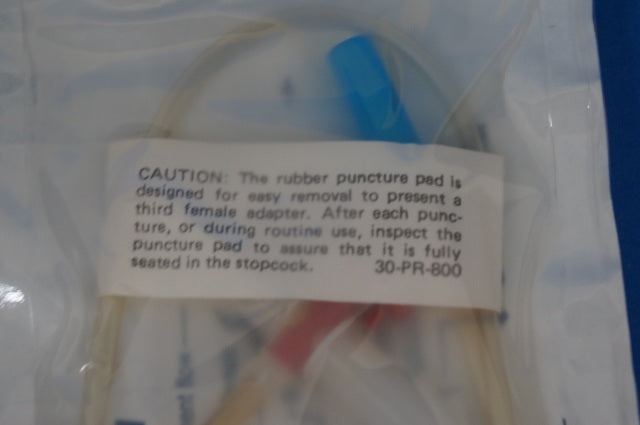 CAUTION: The rubber puncture pad is
designed for easy removal to present a
third female adapter. After each punc-
ture, or during routine use, inspect the
puncture pad to assure that it is fully
seated in the stopcock. 30-PR-800